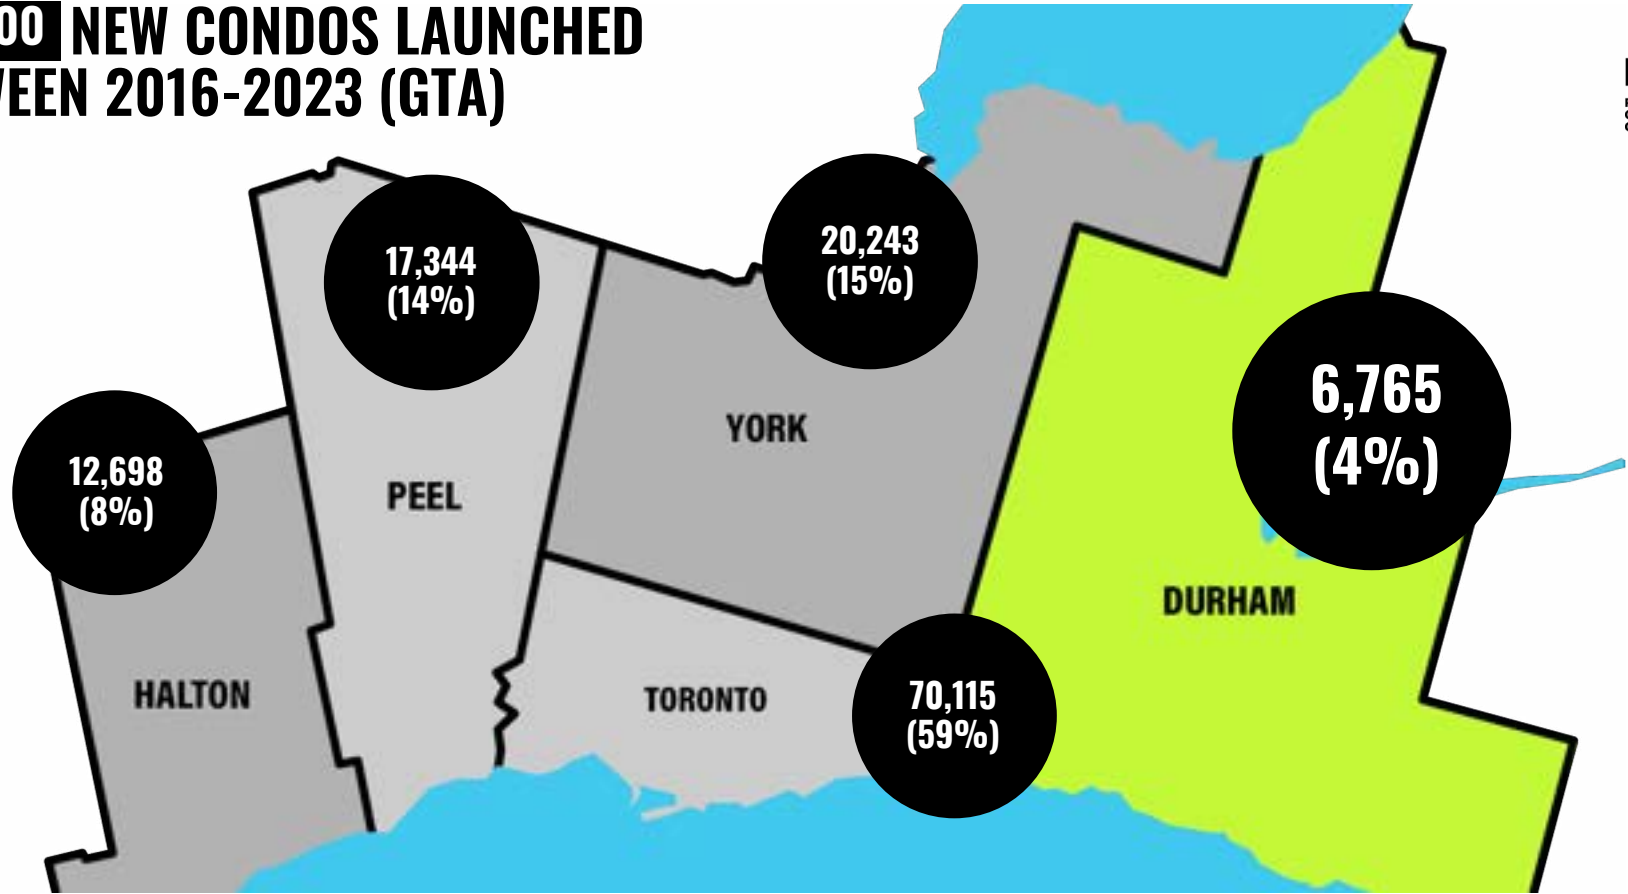 00 NEW CONDOS LAUNCHED
EEN 2016-2023 (GTA)
17,344
(14%)
20,243
(15%)
6,765
(4%)
12,698
(8%)
YORK
PEEL
DURHAM
HALTON
TORONTO
70,115
(59%)